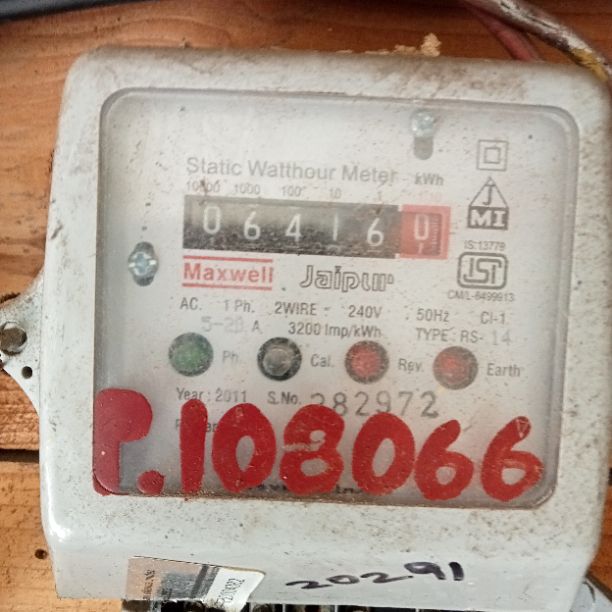 Static Watthour Meter kWh
10000 1000 100 10 1
0 6 4 1 6 0
J
MI
IS:13779
Maxwell Jaipur
ISI
CM/L-8499913
AC. 1 Ph. 2WIRE - 240V 50Hz Cl-1
5-20 A 3200 Imp/kWh TYPE: RS-14
Ph. Cal. Rev. Earth
Year: 2011 S.No. 282972
P.108066
20291